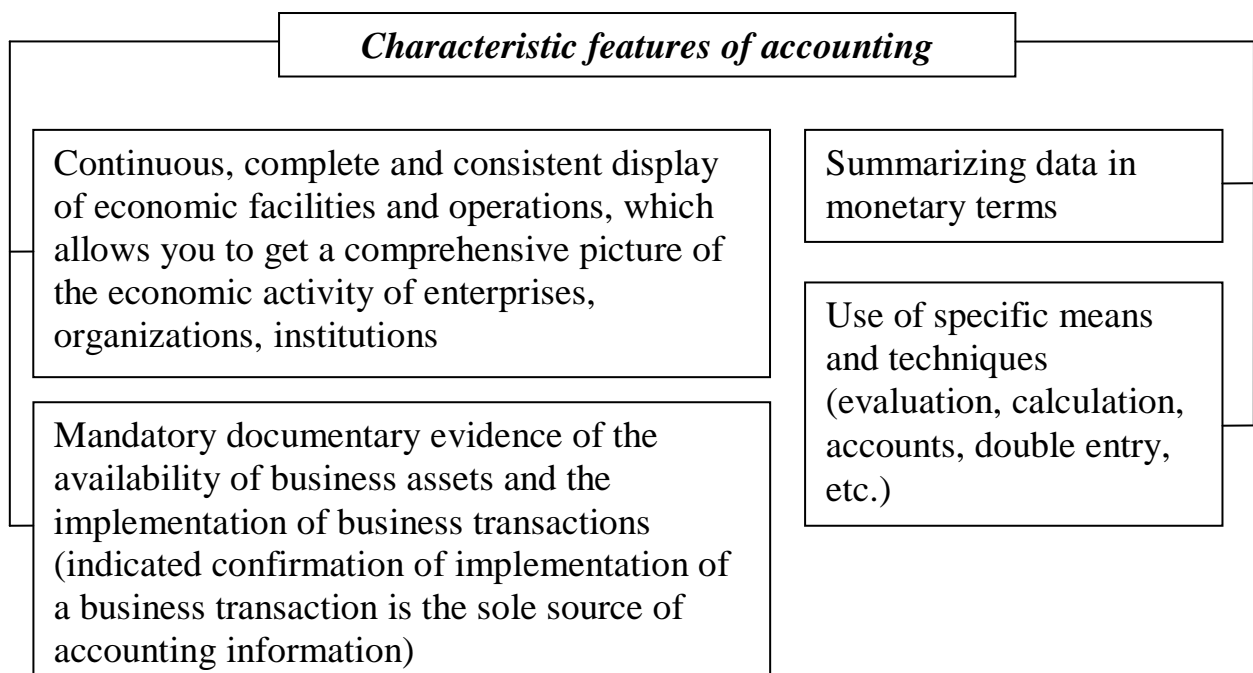 Characteristic features of accounting
Continuous, complete and consistent display
of economic facilities and operations, which
allows you to get a comprehensive picture of
the economic activity of enterprises,
organizations, institutions
Mandatory documentary evidence of the
availability of business assets and the
implementation of business transactions
(indicated confirmation of implementation of
a business transaction is the sole source of
accounting information)
Summarizing data in
monetary terms
Use of specific means
and techniques
(evaluation, calculation,
accounts, double entry,
etc.)